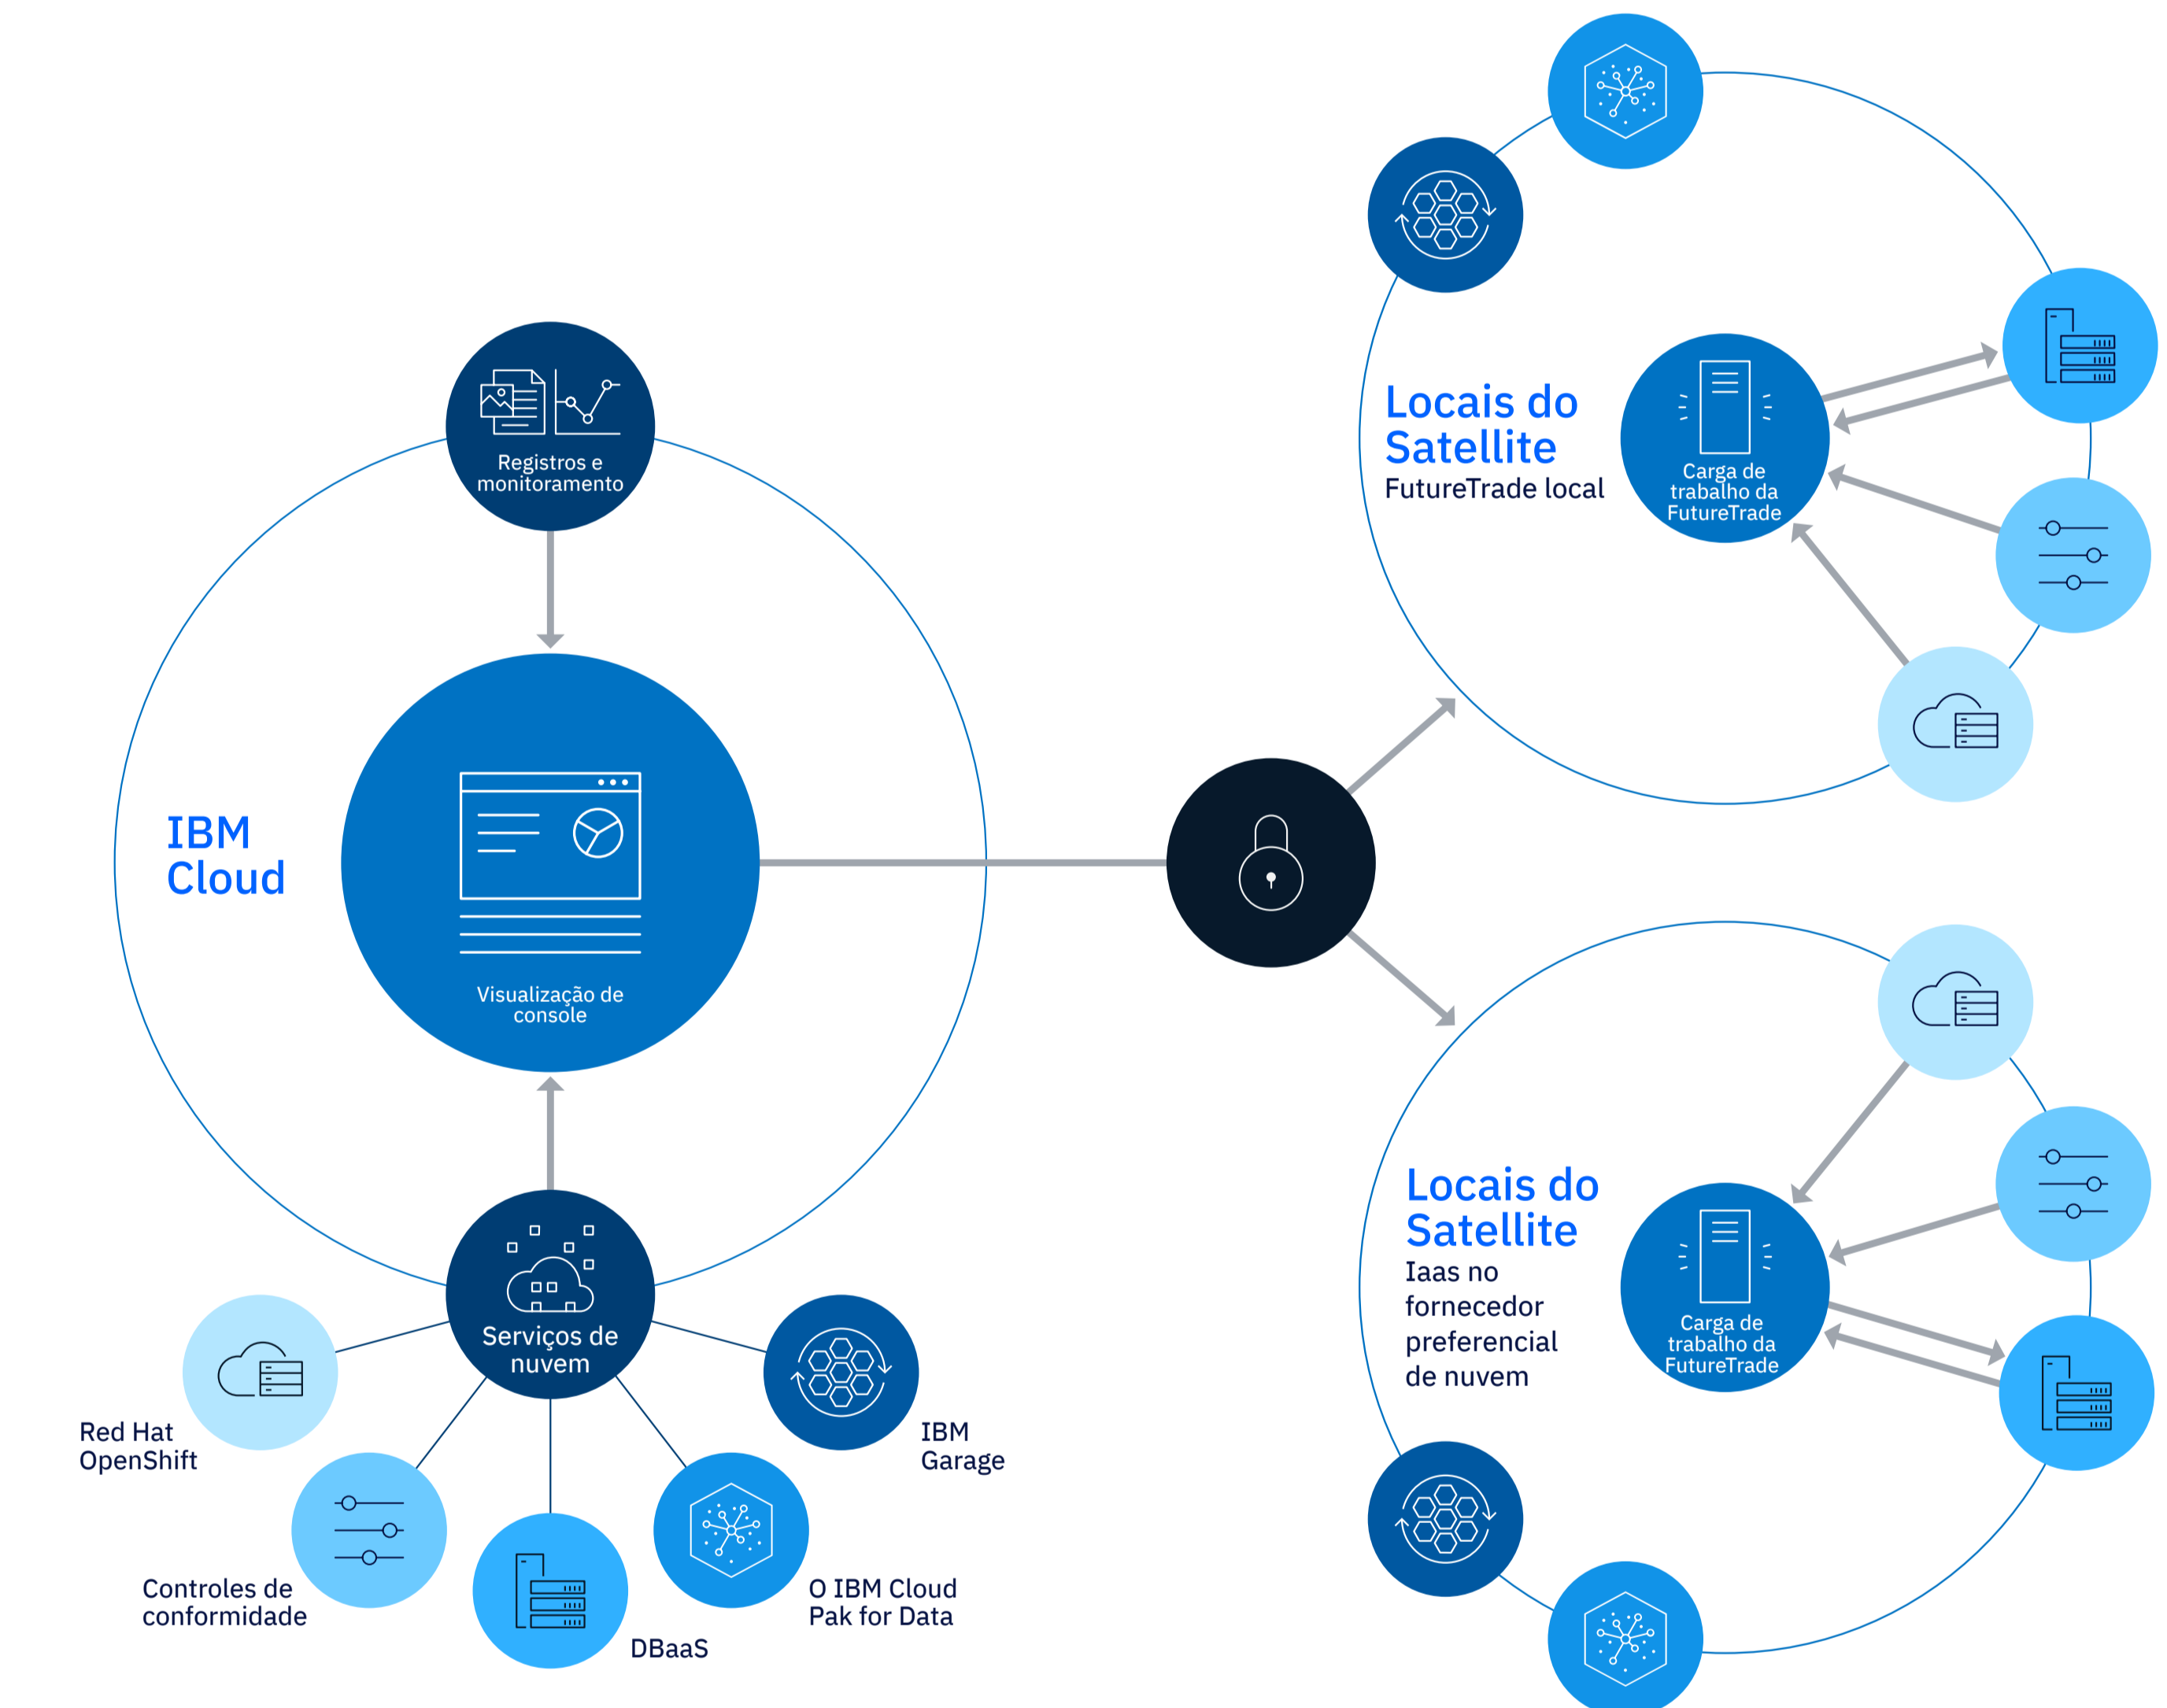 Registros e
monitoramento
IBM
Cloud
Visualização de
console
Serviços de
nuvem
Red Hat
OpenShift
Controles de
conformidade
DBaaS
O IBM Cloud
Pak for Data
IBM
Garage
Locais do
Satellite
FutureTrade local
Carga de
trabalho da
FutureTrade
Locais do
Satellite
Iaas no
fornecedor
preferencial
de nuvem
Carga de
trabalho da
FutureTrade